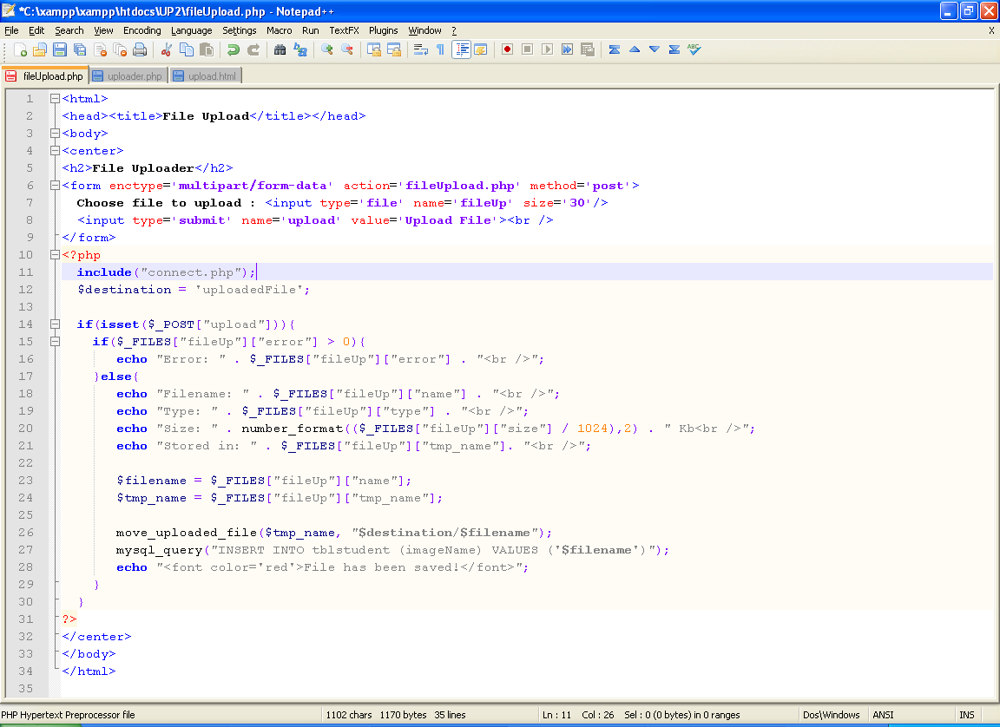 *C:\xampp\xampp\htdocs\UP2\fileUpload.php - Notepad++
File Edit Search View Encoding Language Settings Macro Run TextFX Plugins Window ? X
fileUpload.php uploader.php upload.html
1 <html>
2 <head><title>File Upload</title></head>
3 <body>
4 <center>
5 <h2>File Uploader</h2>
6 <form enctype='multipart/form-data' action='fileUpload.php' method='post'>
7 Choose file to upload : <input type='file' name='fileUp' size='30'/>
8 <input type='submit' name='upload' value='Upload File'><br />
9 </form>
10 <?php
11 include("connect.php");
12 $destination = 'uploadedFile';
13
14 if(isset($_POST["upload"])){
15 if($_FILES["fileUp"]["error"] > 0){
16 echo "Error: " . $_FILES["fileUp"]["error"] . "<br />";
17 }else{
18 echo "Filename: " . $_FILES["fileUp"]["name"] . "<br />";
19 echo "Type: " . $_FILES["fileUp"]["type"] . "<br />";
20 echo "Size: " . number_format(($_FILES["fileUp"]["size"] / 1024),2) . " Kb<br />";
21 echo "Stored in: " . $_FILES["fileUp"]["tmp_name"]. "<br />";
22
23 $filename = $_FILES["fileUp"]["name"];
24 $tmp_name = $_FILES["fileUp"]["tmp_name"];
25
26 move_uploaded_file($tmp_name, "$destination/$filename");
27 mysql_query("INSERT INTO tblstudent (imageName) VALUES ('$filename')");
28 echo "<font color='red'>File has been saved!</font>";
29 }
30 }
31 ?>
32 </center>
33 </body>
34 </html>
35
PHP Hypertext Preprocessor file 1102 chars 1170 bytes 35 lines Ln : 11 Col : 26 Sel : 0 (0 bytes) in 0 ranges Dos\Windows ANSI INS